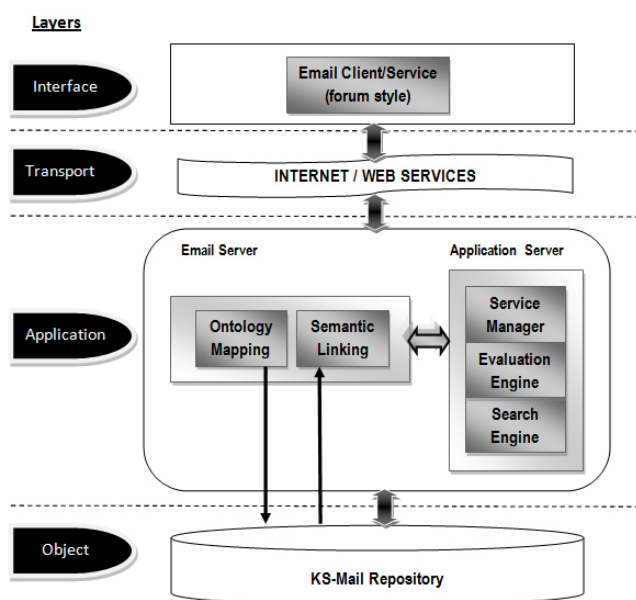 Layers
Interface
Email Client/Service
(forum style)
Transport
INTERNET / WEB SERVICES
Email Server
Application Server
Application
Ontology
Mapping
Semantic
Linking
Service
Manager
Evaluation
Engine
Search
Engine
Object
KS-Mail Repository